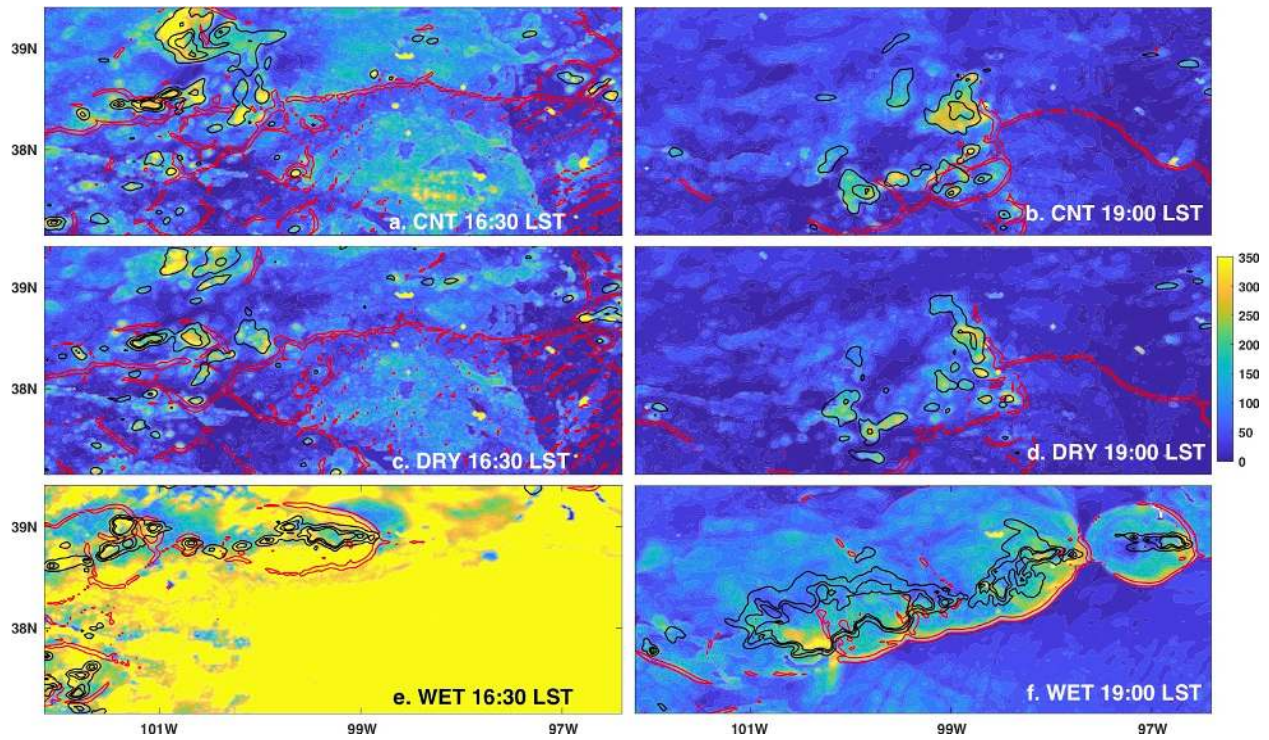 39N
38N
a. CNT 16:30 LST
b. CNT 19:00 LST
39N
38N
c. DRY 16:30 LST
d. DRY 19:00 LST
350
300
250
200
150
100
50
0
39N
38N
e. WET 16:30 LST
f. WET 19:00 LST
101W
99W
97W
101W
99W
97W